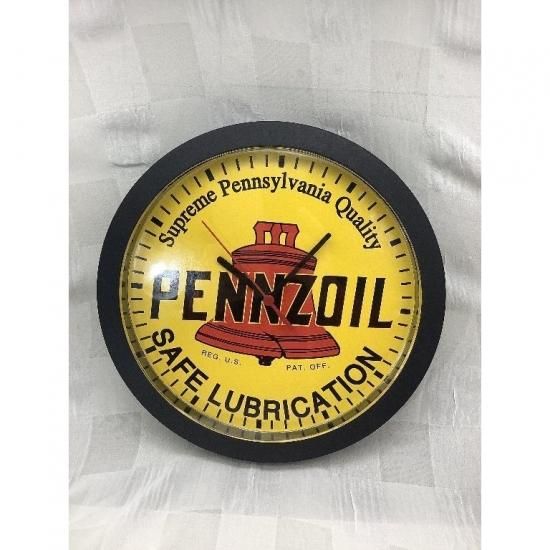 Supreme Pennsylvania Quality
PENNZOIL
REG. U.S. PAT. OFF.
SAFE LUBRICATION